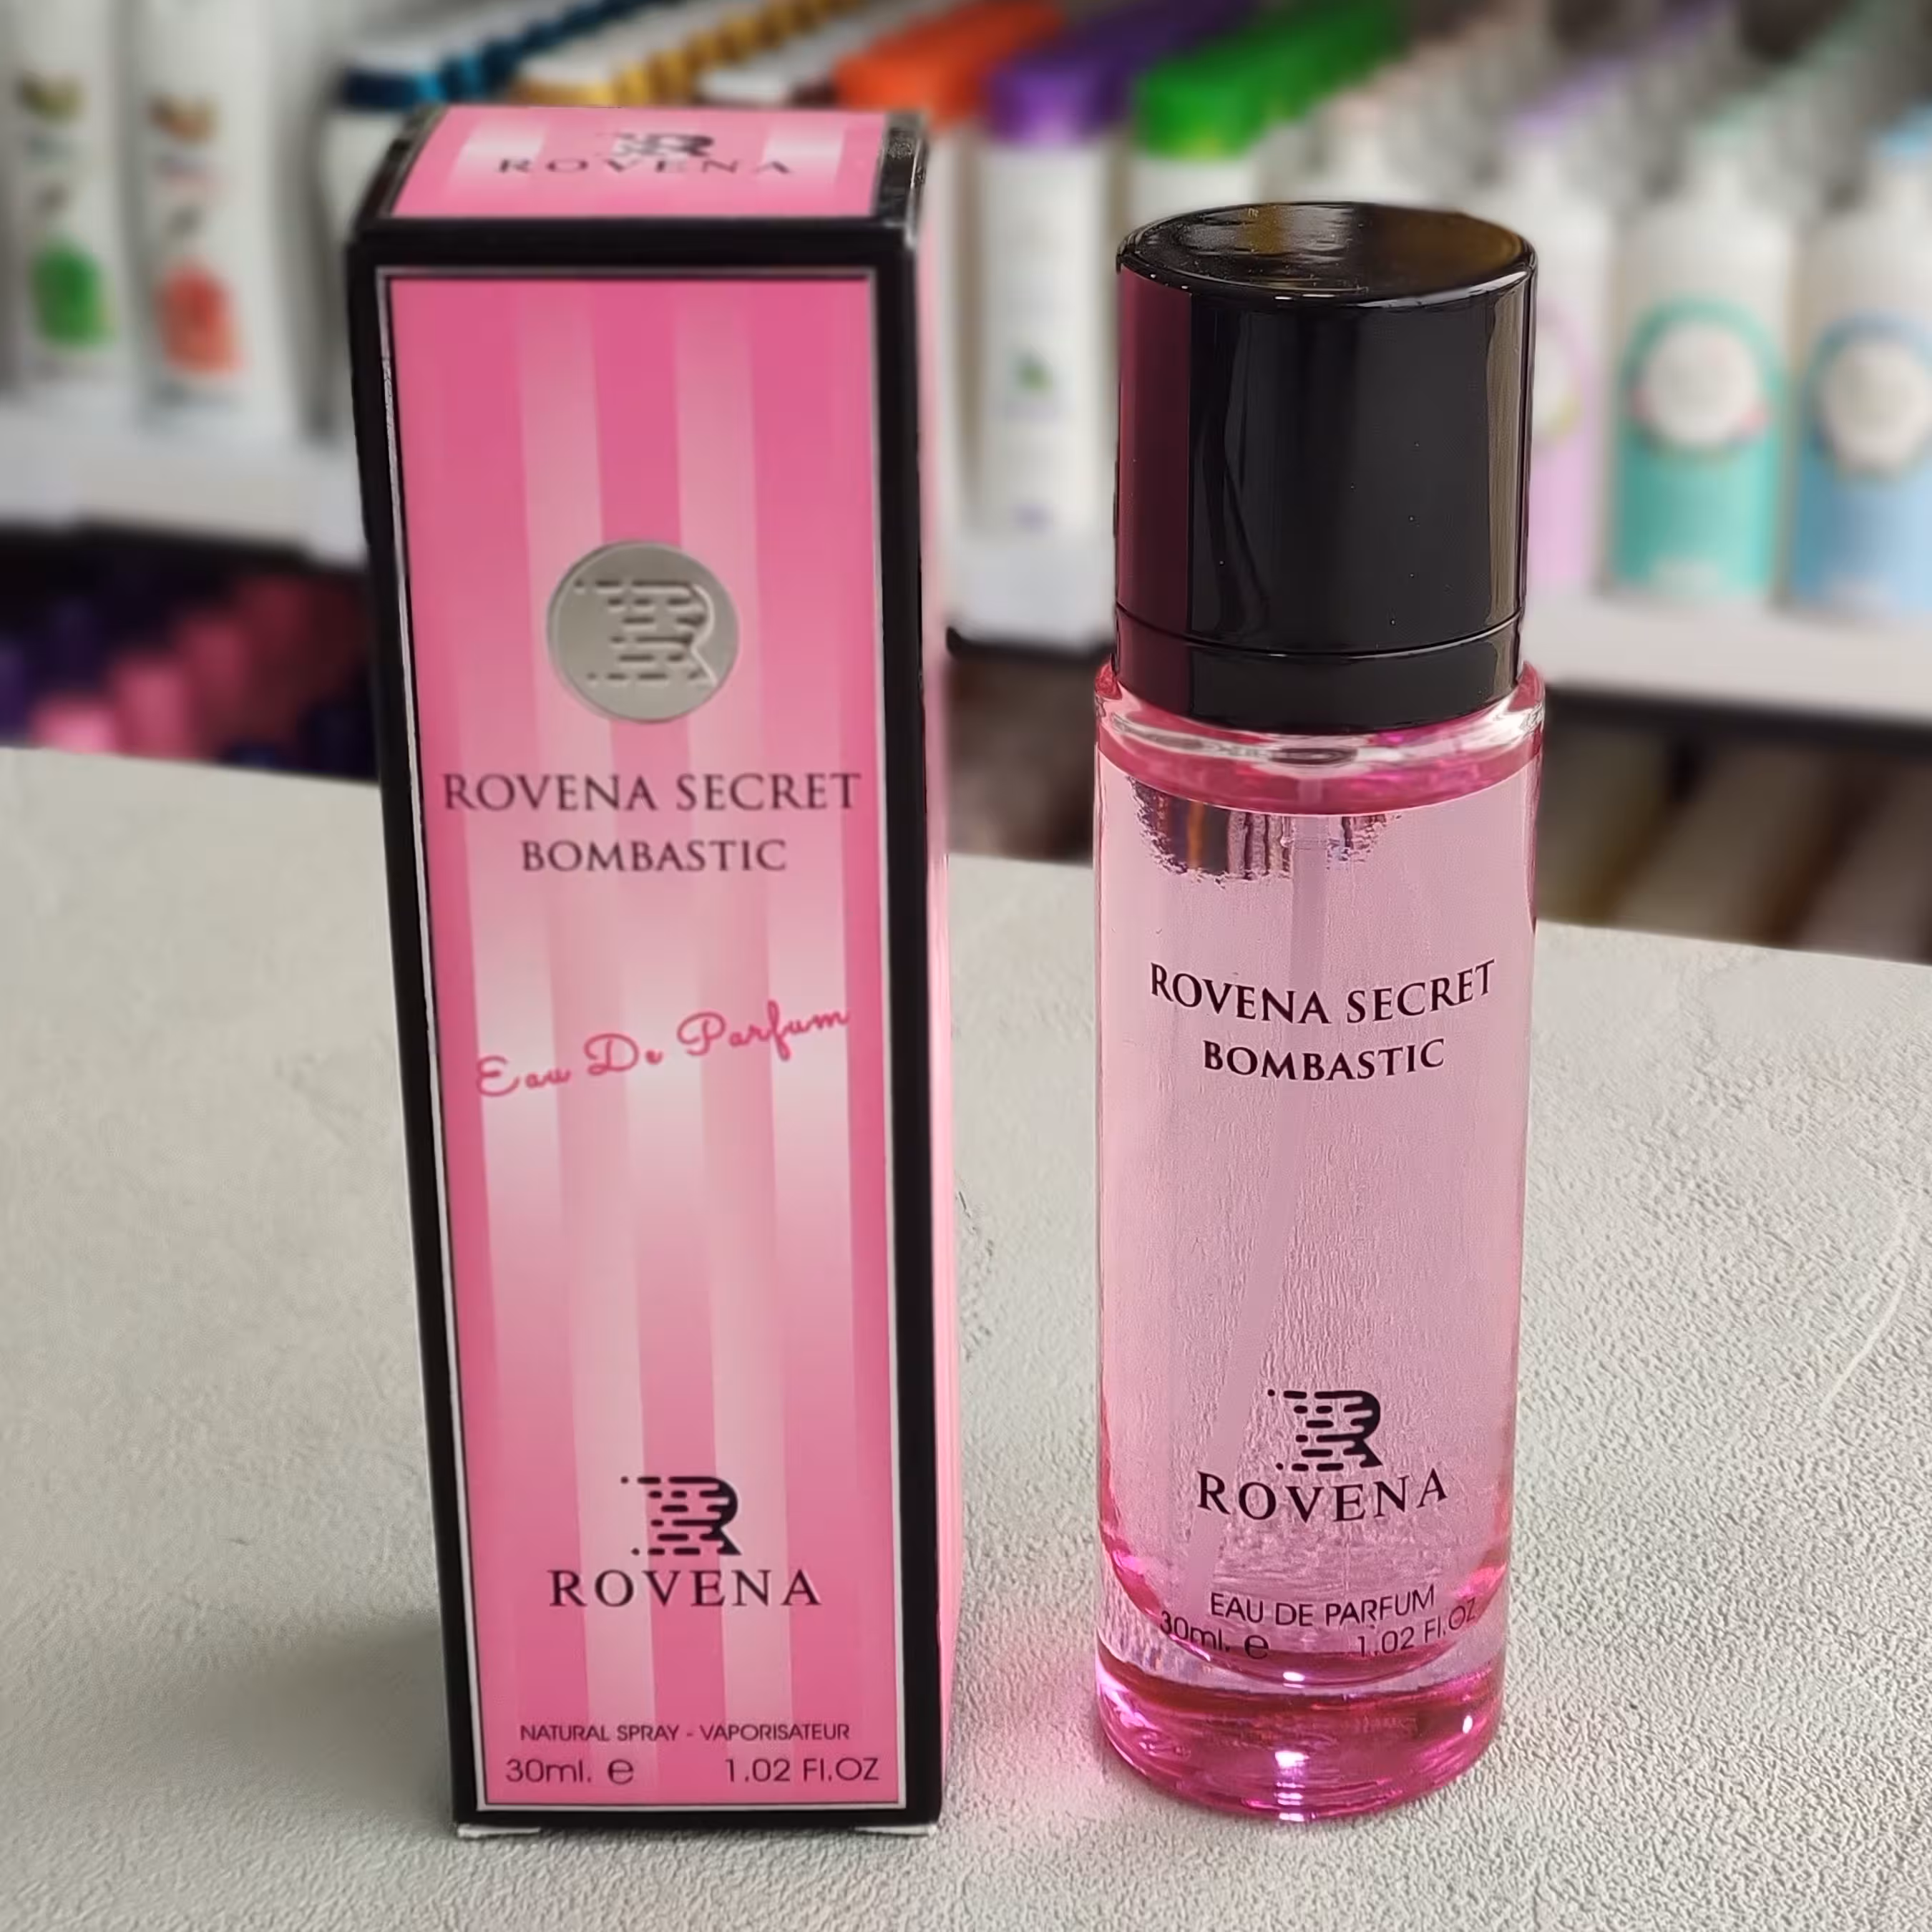 ROVENA
ROVENA SECRET
BOMBASTIC
Eau De Parfum
ROVENA
NATURAL SPRAY - VAPORISATEUR
30ml. e 1.02 Fl.OZ
ROVENA SECRET
BOMBASTIC
ROVENA
EAU DE PARFUM
30ml. e 1.02 Fl.OZ